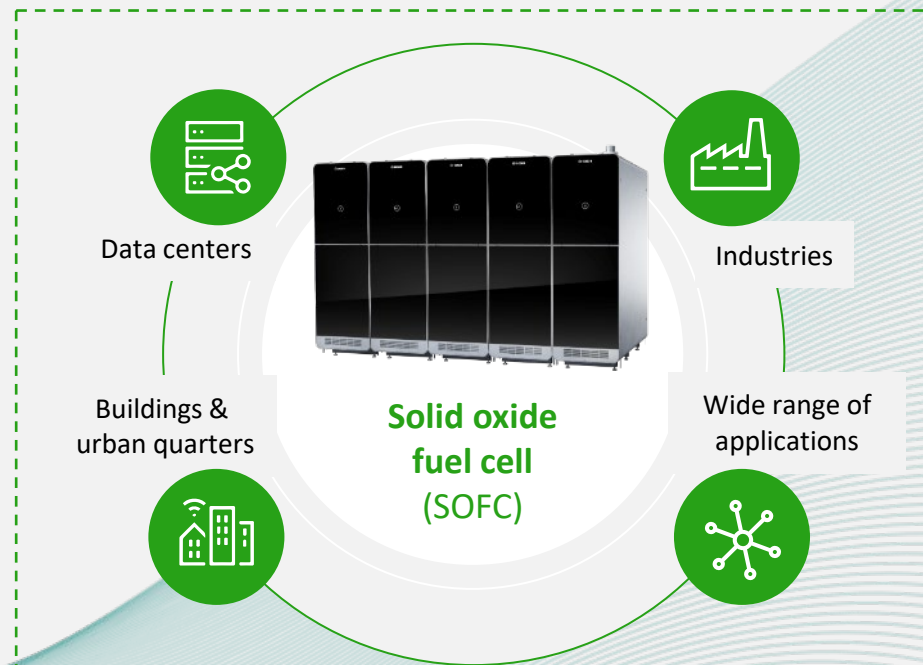 Data centers
Industries
Buildings &
urban quarters
Solid oxide
fuel cell
(SOFC)
Wide range of
applications